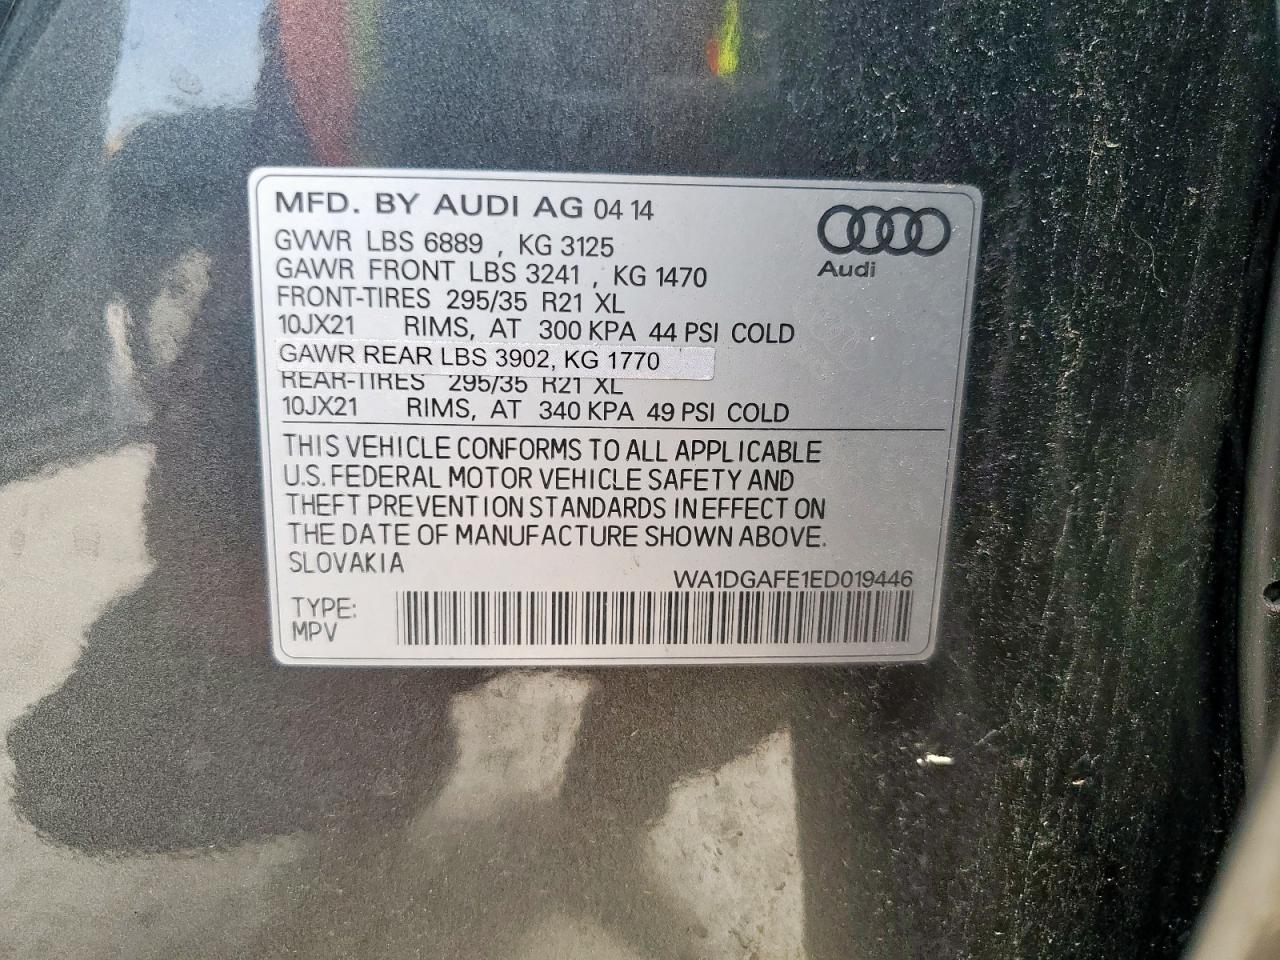 MFD. BY AUDI AG 04 14
GVWR LBS 6889 , KG 3125
GAWR FRONT LBS 3241 , KG 1470
FRONT-TIRES 295/35 R21 XL
10JX21 RIMS, AT 300 KPA 44 PSI COLD
GAWR REAR LBS 3902, KG 1770
REAR-TIRES 295/35 R21 XL
10JX21 RIMS, AT 340 KPA 49 PSI COLD
Audi
THIS VEHICLE CONFORMS TO ALL APPLICABLE
U.S. FEDERAL MOTOR VEHICLE SAFETY AND
THEFT PREVENTION STANDARDS IN EFFECT ON
THE DATE OF MANUFACTURE SHOWN ABOVE.
SLOVAKIA
WA1DGAFE1ED019446
TYPE:
MPV